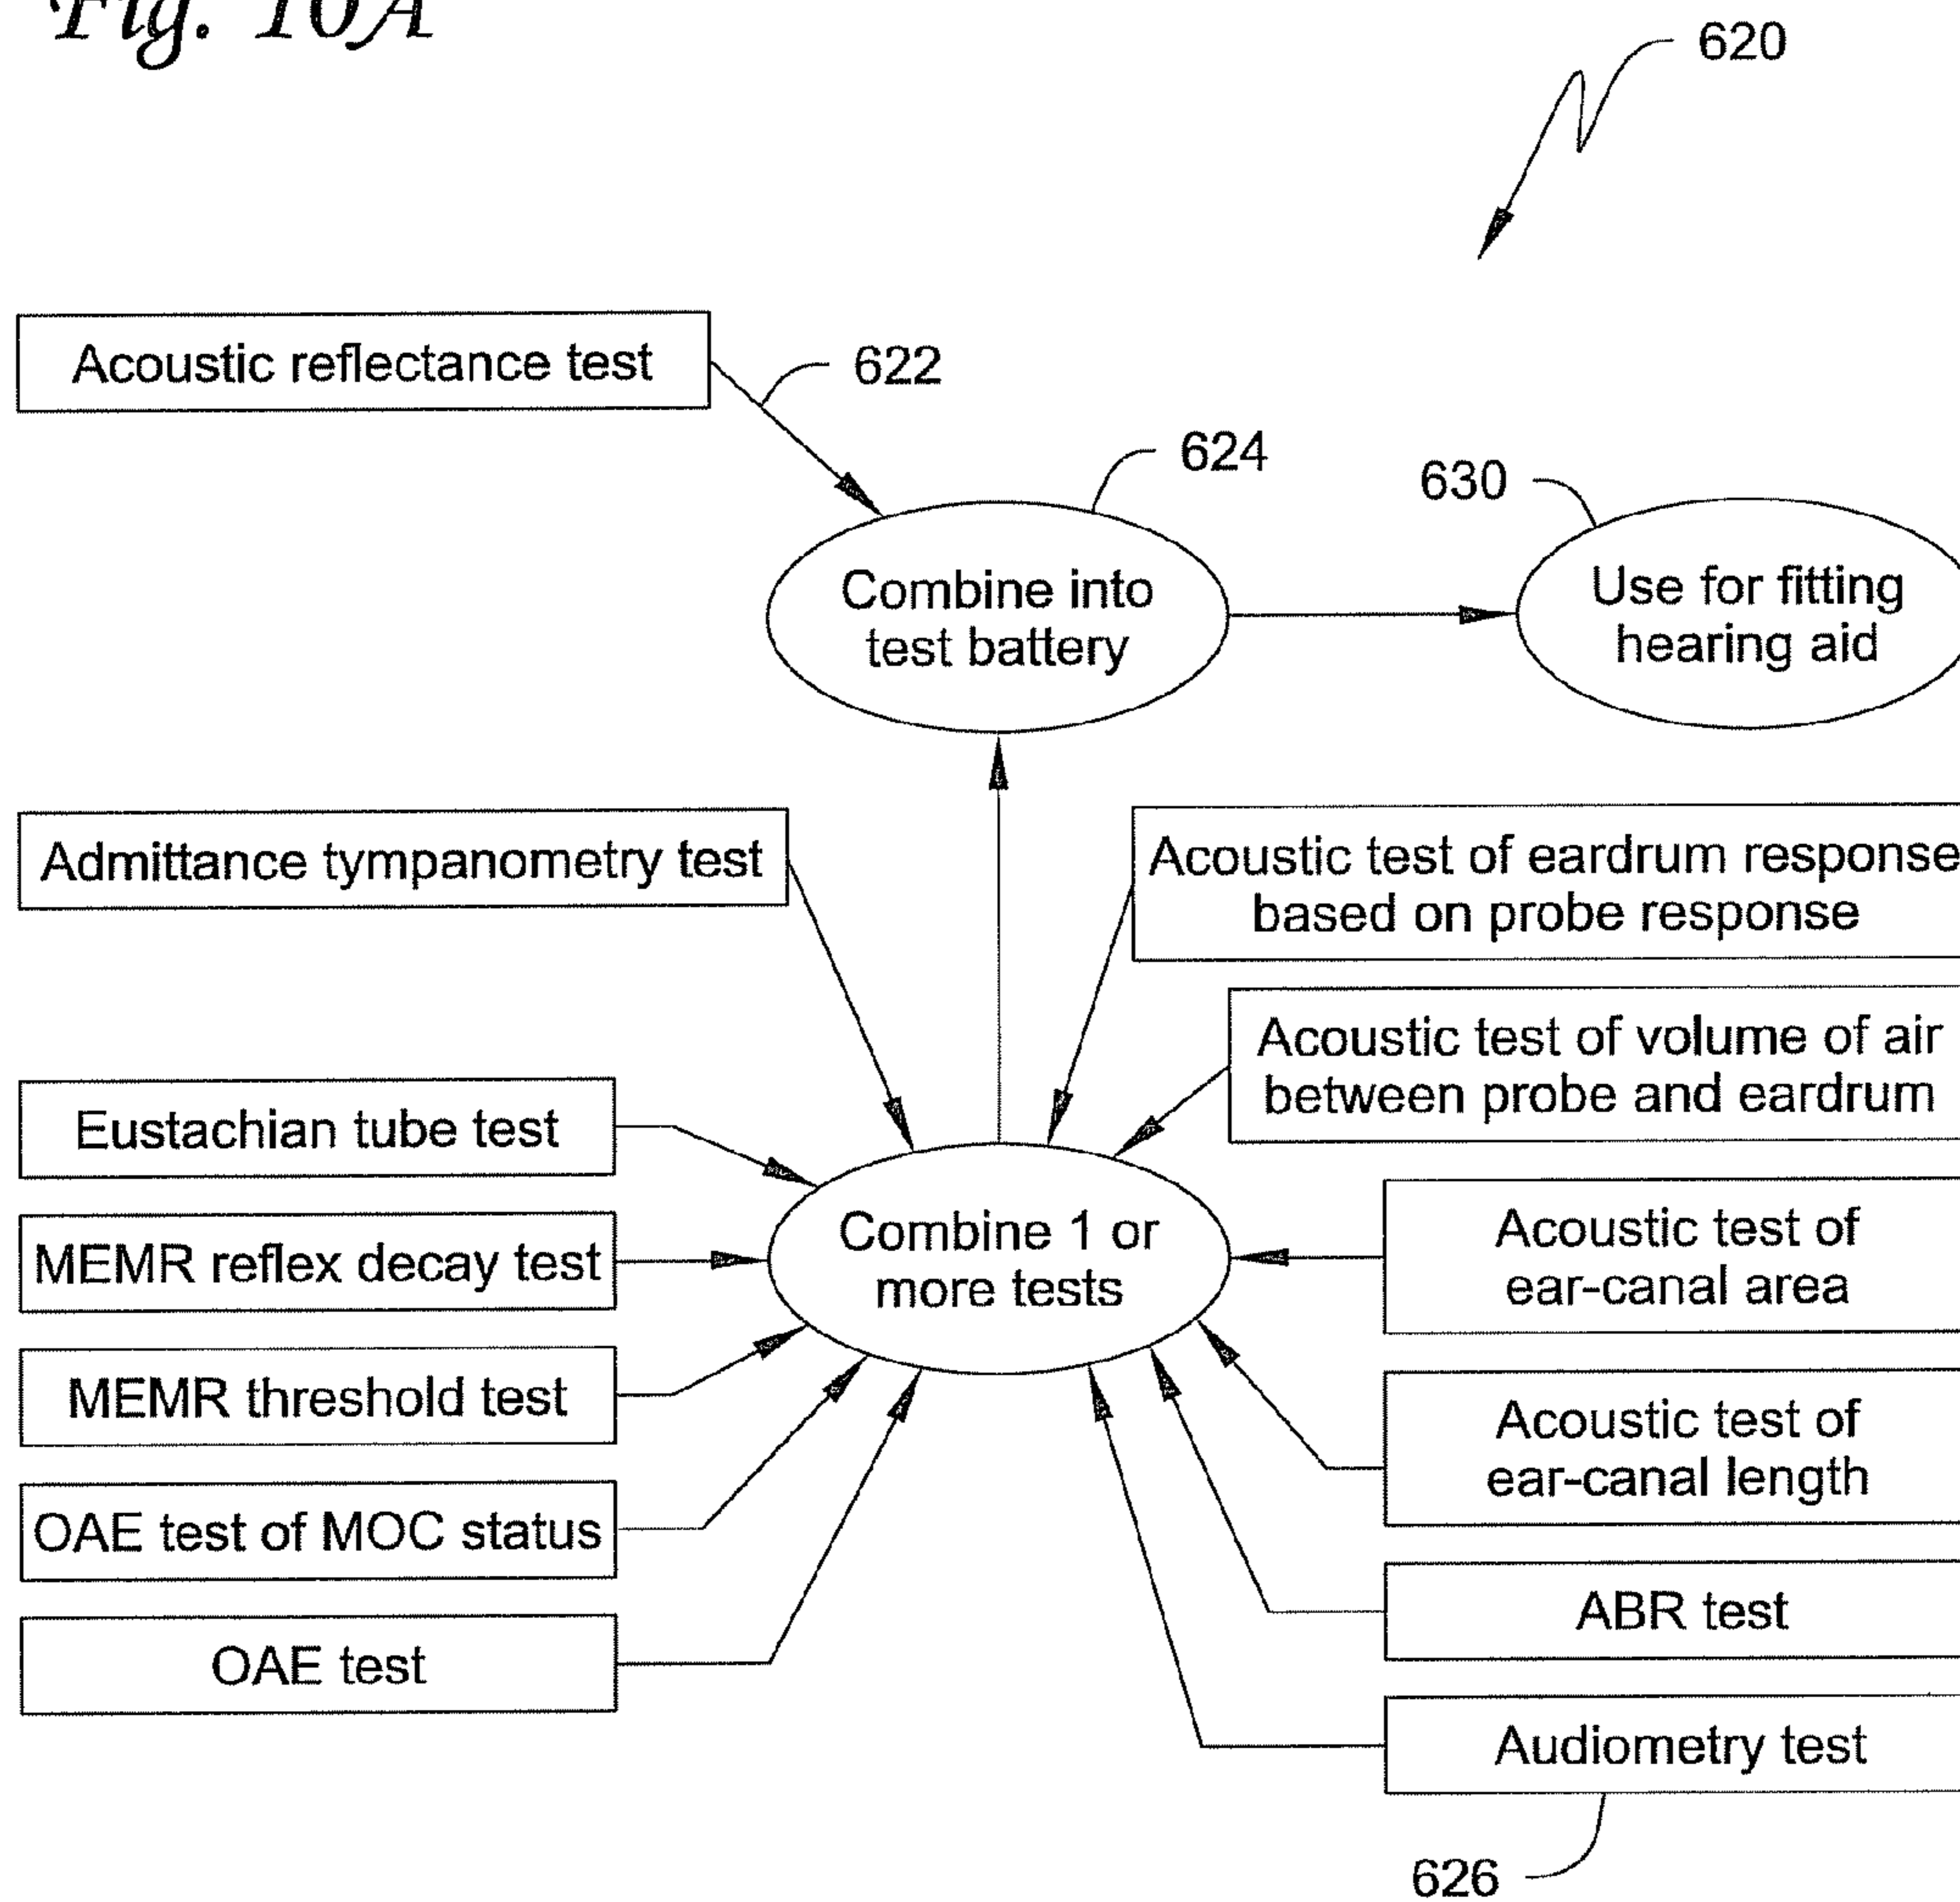 Fig. 10A
620
Acoustic reflectance test
622
624
630
Combine into
test battery
Use for fitting
hearing aid
Admittance tympanometry test
Acoustic test of eardrum response
based on probe response
Acoustic test of volume of air
between probe and eardrum
Eustachian tube test
MEMR reflex decay test
Combine 1 or
more tests
Acoustic test of
ear-canal area
MEMR threshold test
Acoustic test of
ear-canal length
OAE test of MOC status
ABR test
OAE test
Audiometry test
626